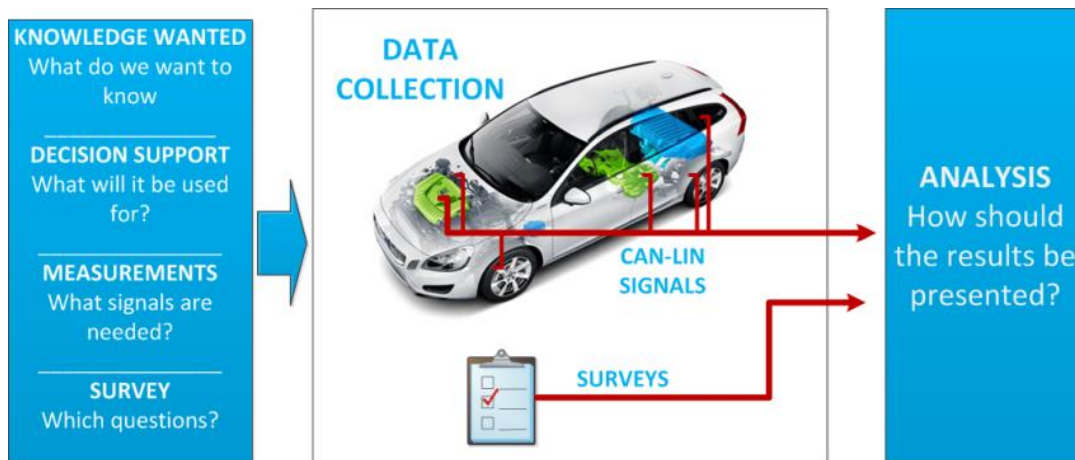 KNOWLEDGE WANTED
What do we want to
know
DECISION SUPPORT
What will it be used
for?
MEASUREMENTS
What signals are
needed?
SURVEY
Which questions?
DATA
COLLECTION
CAN-LIN
SIGNALS
SURVEYS
ANALYSIS
How should
the results be
presented?